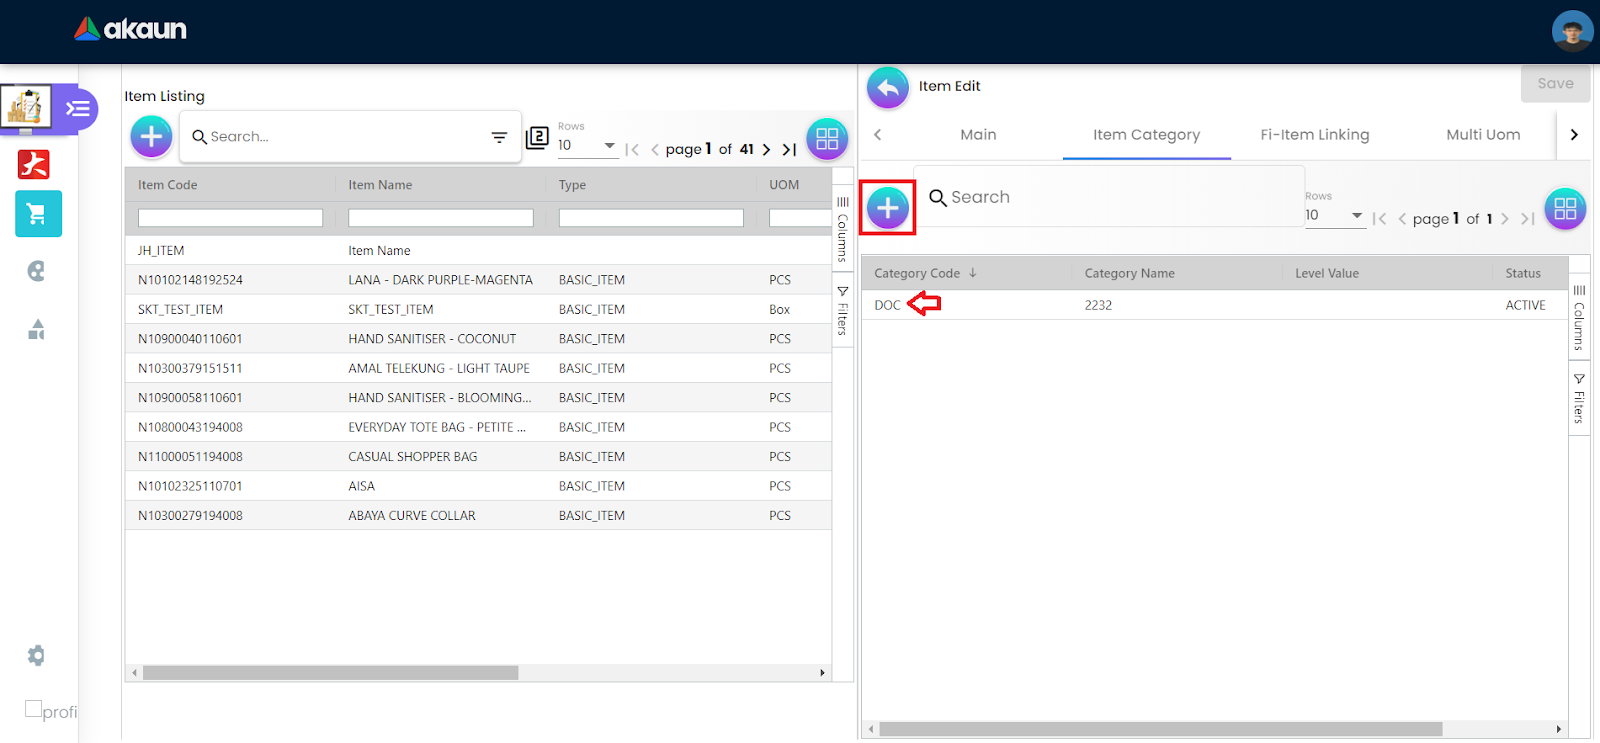 akaun
Item Listing
Search...
2
Rows
10
page 1 of 41
Item Code Item Name Type UOM
JH_ITEM Item Name
N10102148192524 LANA - DARK PURPLE-MAGENTA BASIC_ITEM PCS
SKT_TEST_ITEM SKT_TEST_ITEM BASIC_ITEM Box
N10900040110601 HAND SANITISER - COCONUT BASIC_ITEM PCS
N10300379151511 AMAL TELEKUNG - LIGHT TAUPE BASIC_ITEM PCS
N10900058110601 HAND SANITISER - BLOOMING... BASIC_ITEM PCS
N10800043194008 EVERYDAY TOTE BAG - PETITE ... BASIC_ITEM PCS
N11000051194008 CASUAL SHOPPER BAG BASIC_ITEM PCS
N10102325110701 AISA BASIC_ITEM PCS
N10300279194008 ABAYA CURVE COLLAR BASIC_ITEM PCS
Columns
Filters
profi
Item Edit
Save
Main Item Category Fi-Item Linking Multi Uom
Search
Rows
10
page 1 of 1
Category Code Category Name Level Value Status
DOC 2232 ACTIVE
Columns
Filters